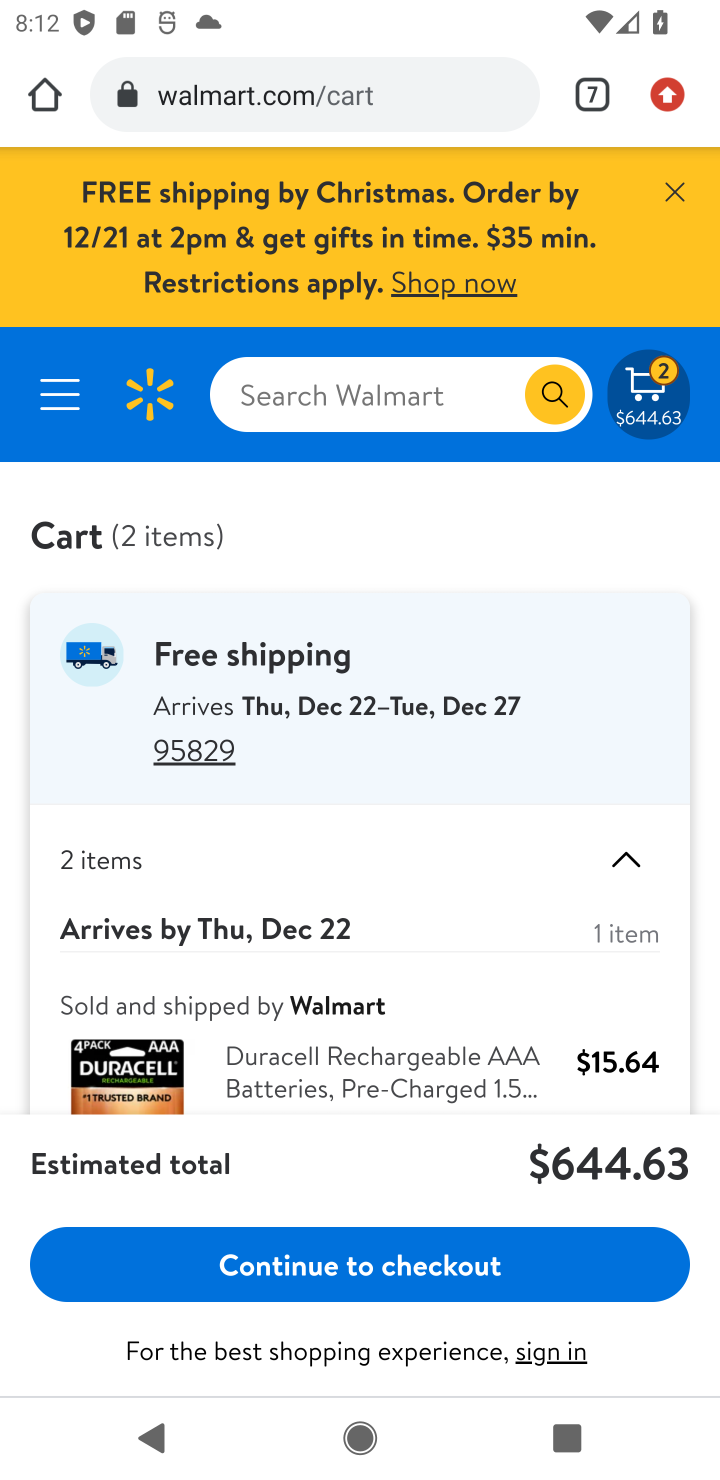 8:12
walmart.com/cart
7
FREE shipping by Christmas. Order by
12/21 at 2pm & get gifts in time. $35 min.
Restrictions apply. Shop now
Search Walmart
2
$644.63
Cart (2 items)
Free shipping
Arrives Thu, Dec 22–Tue, Dec 27
95829
2 items
Arrives by Thu, Dec 22
1 item
Sold and shipped by Walmart
4PACK AAA
DURACELL
RECHARGEABLE
#1 TRUSTED BRAND
Duracell Rechargeable AAA
Batteries, Pre-Charged 1.5...
$15.64
Estimated total
$644.63
Continue to checkout
For the best shopping experience, sign in